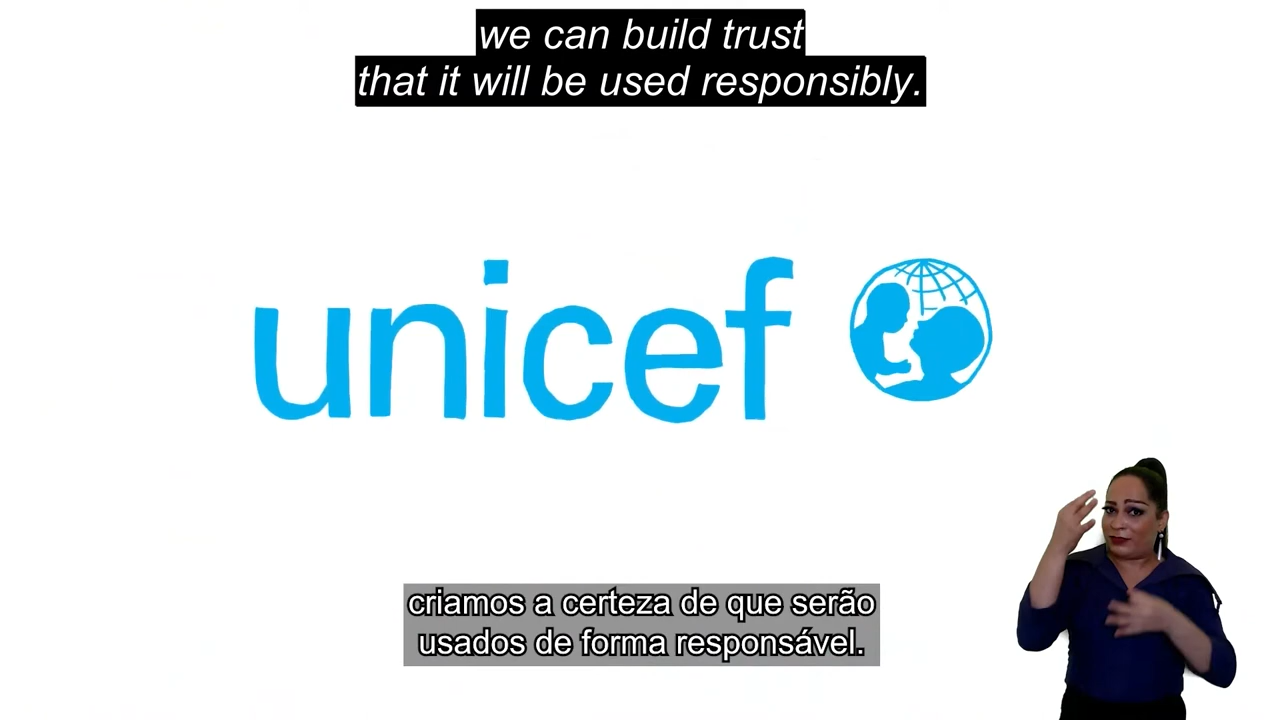 we can build trust
that it will be used responsibly.
unicef
criamos a certeza de que serão
usados de forma responsável.